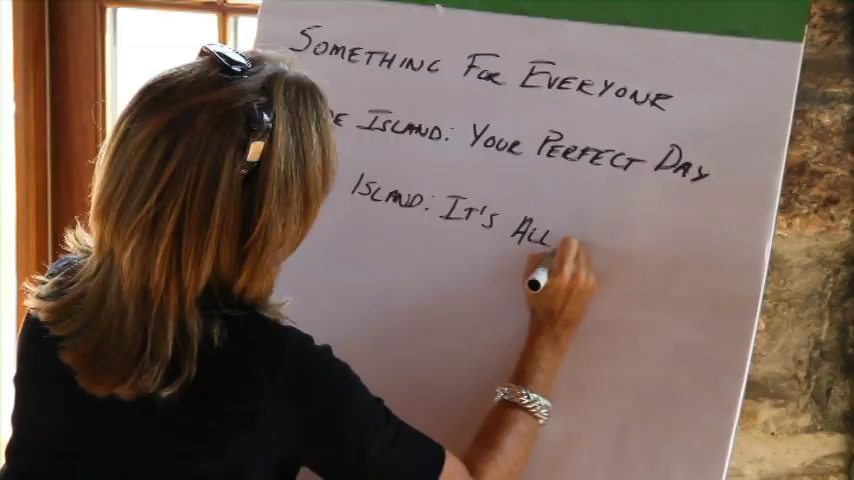 SOMETHING FOR EVERYONE
ISLAND: YOUR PERFECT DAY
ISLAND: IT'S ALL